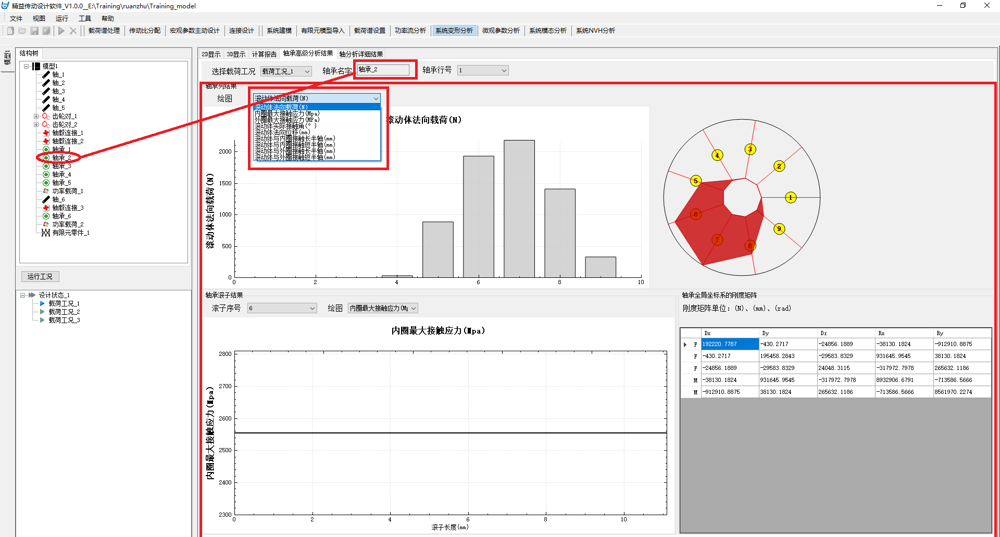 精益传动设计软件_V1.0.0__E:\Training\ruanzhu\Training_model
文件 视图 运行 工具 帮助
载荷谱处理 传动比分配 宏观参数主动设计 连接设计 系统建模 有限元模型导入 载荷谱设置 功率流分析 系统变形分析 微观参数分析 系统模态分析 系统NVH分析
模型1
结构树
模型1
轴_1
轴_2
轴_3
轴_4
轴_5
齿轮对_1
齿轮对_2
轴毂连接_1
轴毂连接_2
轴承_1
轴承_2
轴承_3
轴承_4
轴承_5
功率载荷_1
轴_6
轴毂连接_3
轴承_6
功率载荷_2
有限元零件_1
运行工况
设计状态_1
载荷工况_1
载荷工况_2
载荷工况_3
2D显示 3D显示 计算报告 轴承高级分析结果 轴分析详细结果
选择载荷工况 载荷工况_1 轴承名字 轴承_2 轴承行号 1
轴承列结果
绘图 滚动体法向载荷(N)
滚动体法向载荷(N)
内圈最大接触应力(Mpa)
外圈最大接触应力(MPa)
滚动体实际接触角(°)
滚动体法向位移(mm)
滚动体与内圈接触长半轴(mm)
滚动体与内圈接触短半轴(mm)
滚动体与外圈接触长半轴(mm)
滚动体与外圈接触短半轴(mm)
滚动体法向载荷(N)
滚动体法向载荷(N)
2000
1500
1000
500
0
0 2 4 6 8 10
1
2
3
4
5
6
7
8
9
轴承滚子结果
滚子序号 6 绘图 内圈最大接触应力(Mp
内圈最大接触应力(Mpa)
内圈最大接触应力(Mpa)
2800
2700
2600
2500
2400
2300
0 2 4 6 8 10
滚子长度(mm)
轴承全局坐标系的刚度矩阵
刚度矩阵单位: (N)、(mm)、(rad)
Dx Dy Dz Rx Ry
F 192220.7787 -430.2717 -24856.1889 -38130.1824 -912910.8875
F -430.2717 195458.2843 -29583.8329 931645.9545 38130.1824
F -24856.1889 -29583.8329 24048.3115 -317972.7978 265632.1186
M -38130.1824 931645.9545 -317972.7978 8932906.6791 -713586.5666
M -912910.8875 38130.1824 265632.1186 -713586.5666 8561970.2274